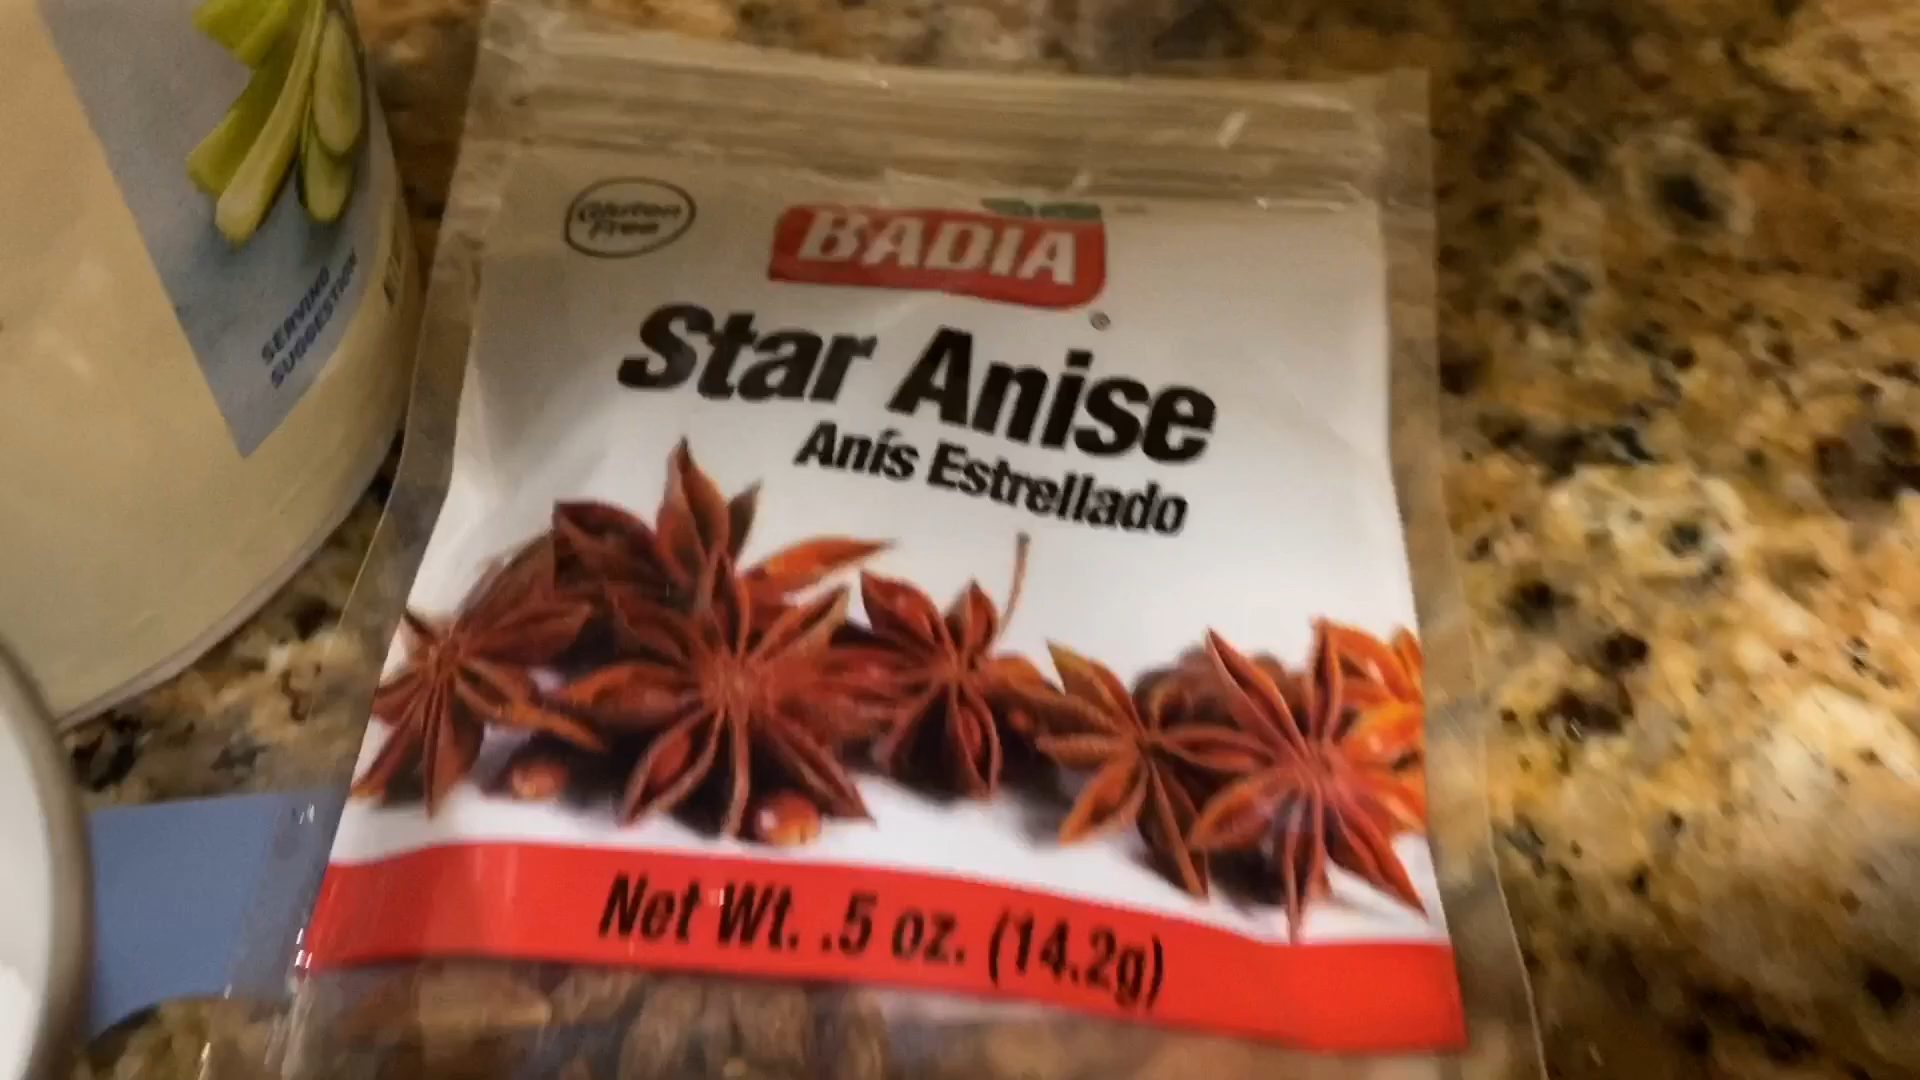 SERVING
SUGGESTION
Gluten
Free
BADIA
®
Star Anise
Anís Estrellado
Net Wt. .5 oz. (14.2g)